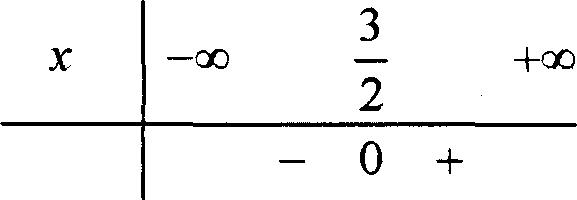 x −∞ 3/2 +∞
− 0 +